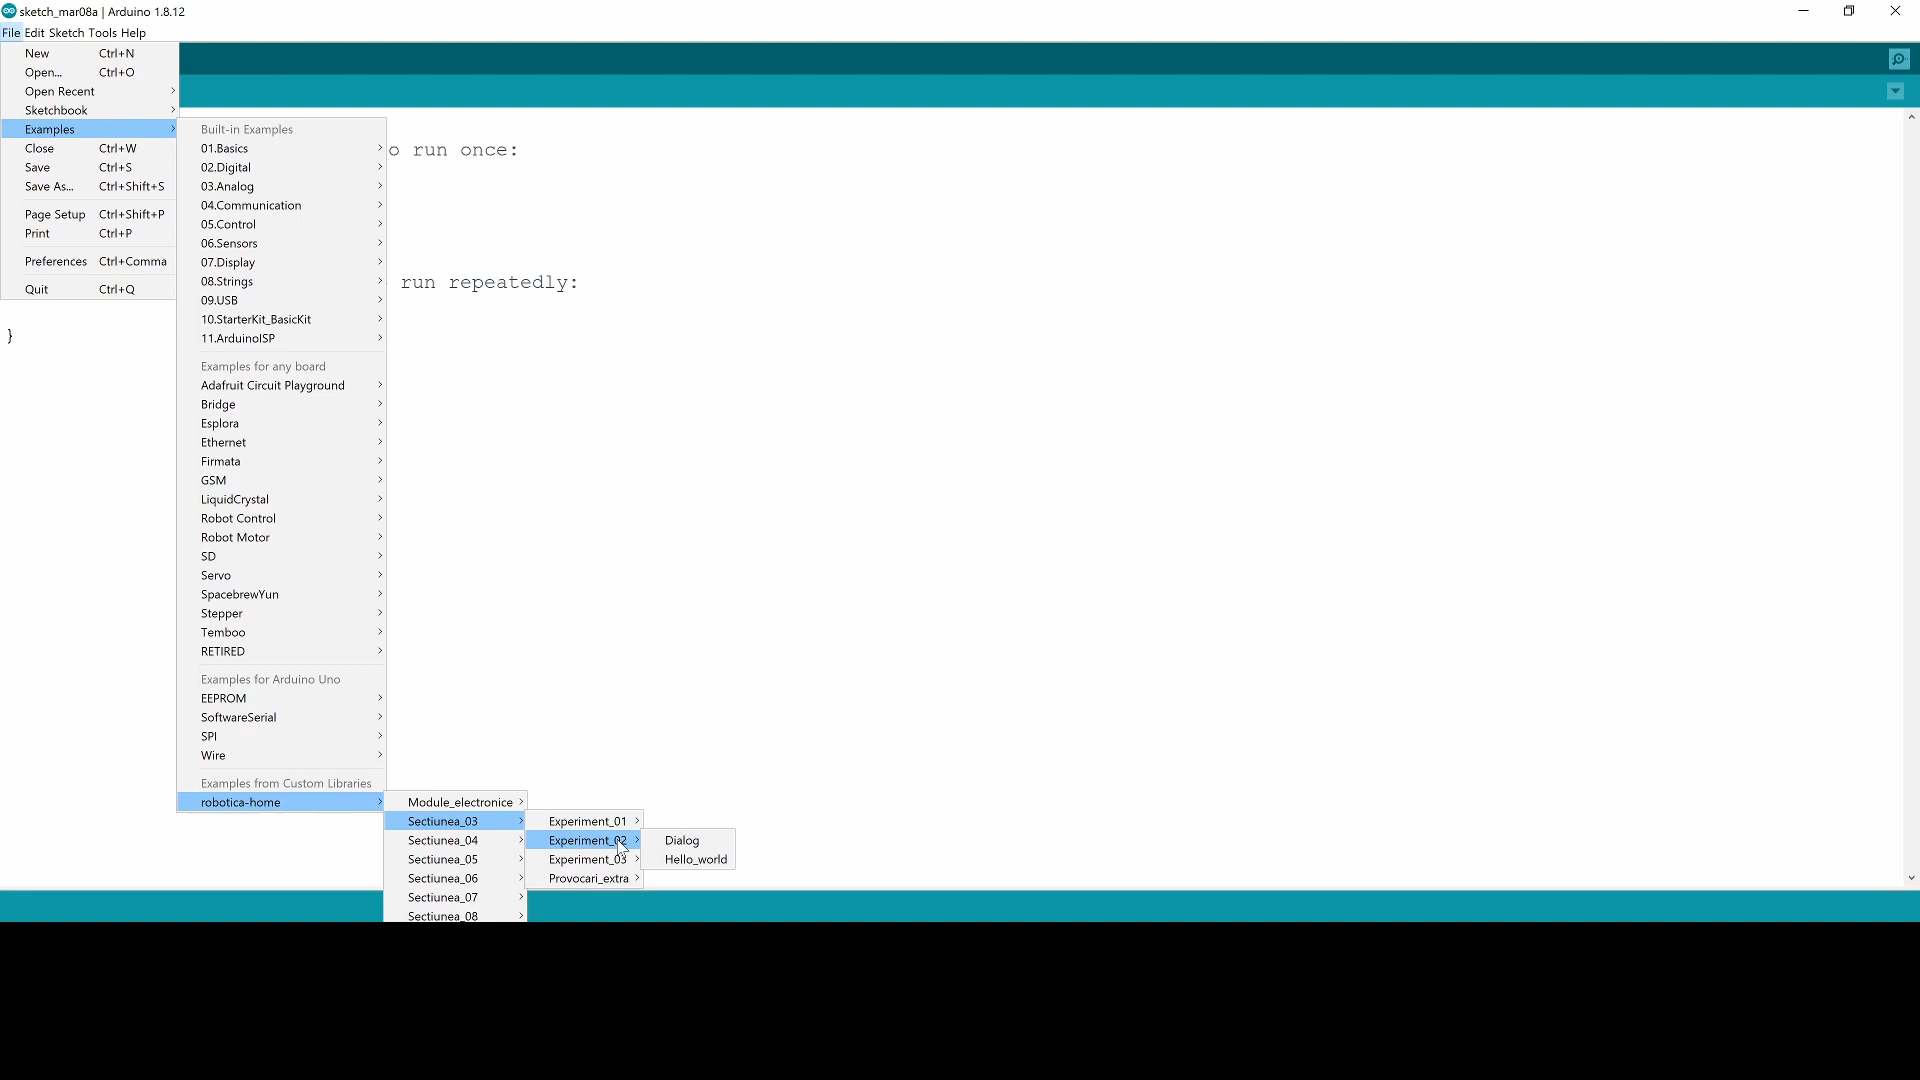 sketch_mar08a | Arduino 1.8.12
File Edit Sketch Tools Help
New Ctrl+N
Open... Ctrl+O
Open Recent
Sketchbook
Examples
Close Ctrl+W
Save Ctrl+S
Save As... Ctrl+Shift+S
Page Setup Ctrl+Shift+P
Print Ctrl+P
Preferences Ctrl+Comma
Quit Ctrl+Q
}
Built-in Examples
01.Basics
02.Digital
03.Analog
04.Communication
05.Control
06.Sensors
07.Display
08.Strings
09.USB
10.StarterKit_BasicKit
11.ArduinoISP
Examples for any board
Adafruit Circuit Playground
Bridge
Esplora
Ethernet
Firmata
GSM
LiquidCrystal
Robot Control
Robot Motor
SD
Servo
SpacebrewYun
Stepper
Temboo
RETIRED
Examples for Arduino Uno
EEPROM
SoftwareSerial
SPI
Wire
Examples from Custom Libraries
robotica-home
Module_electronice
Sectiunea_03
Sectiunea_04
Sectiunea_05
Sectiunea_06
Sectiunea_07
Sectiunea_08
Experiment_01
Experiment_02
Experiment_03
Provocari_extra
Dialog
Hello_world
o run once:
run repeatedly: